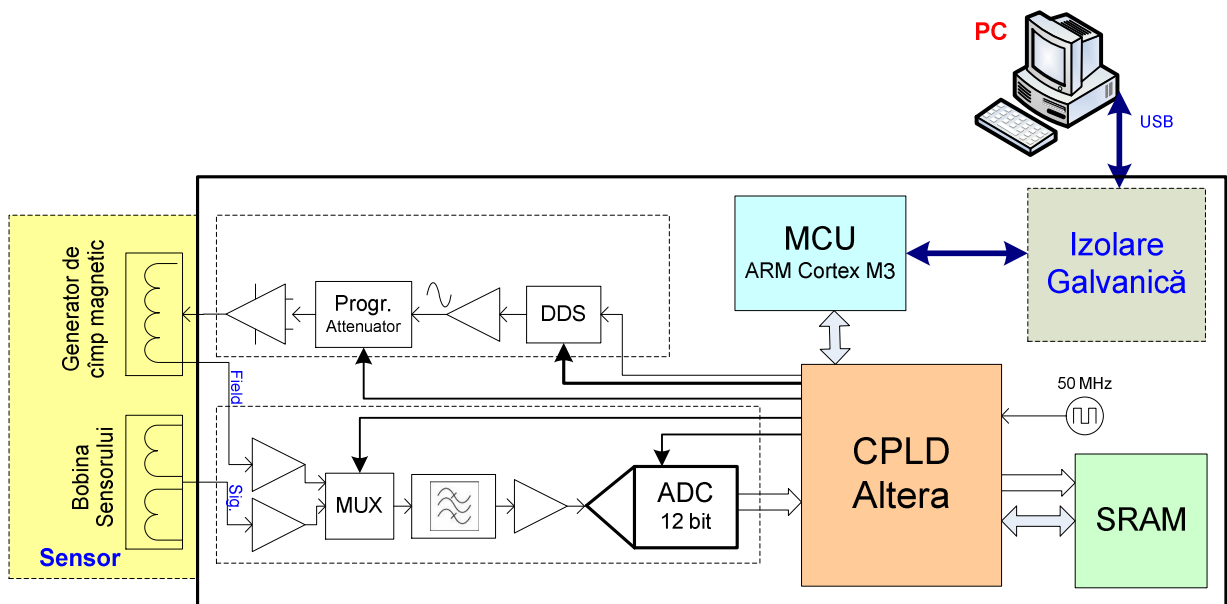 PC
USB
MCU
ARM Cortex M3
Izolare
Galvanică
Generator de
cîmp magnetic
Progr.
Attenuator
DDS
Field
50 MHz
Bobina
Sensorului
Sig.
MUX
ADC
12 bit
CPLD
Altera
SRAM
Sensor